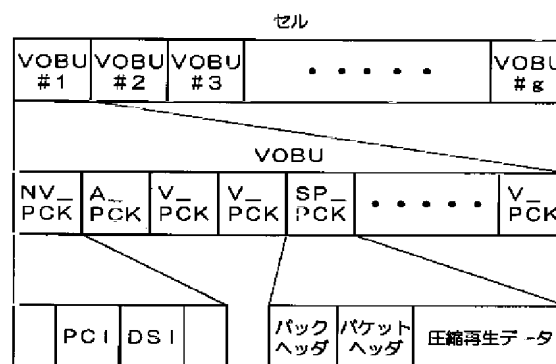 セル
VOBU VOBU VOBU ・・・・・ VOBU
#1 #2 #3 #g
VOBU
NV_ A_ V_ V_ SP_ ・・・・・ V_
PCK PCK PCK PCK PCK PCK
PCI DSI
パック パケット 圧縮再生データ
ヘッダ ヘッダ